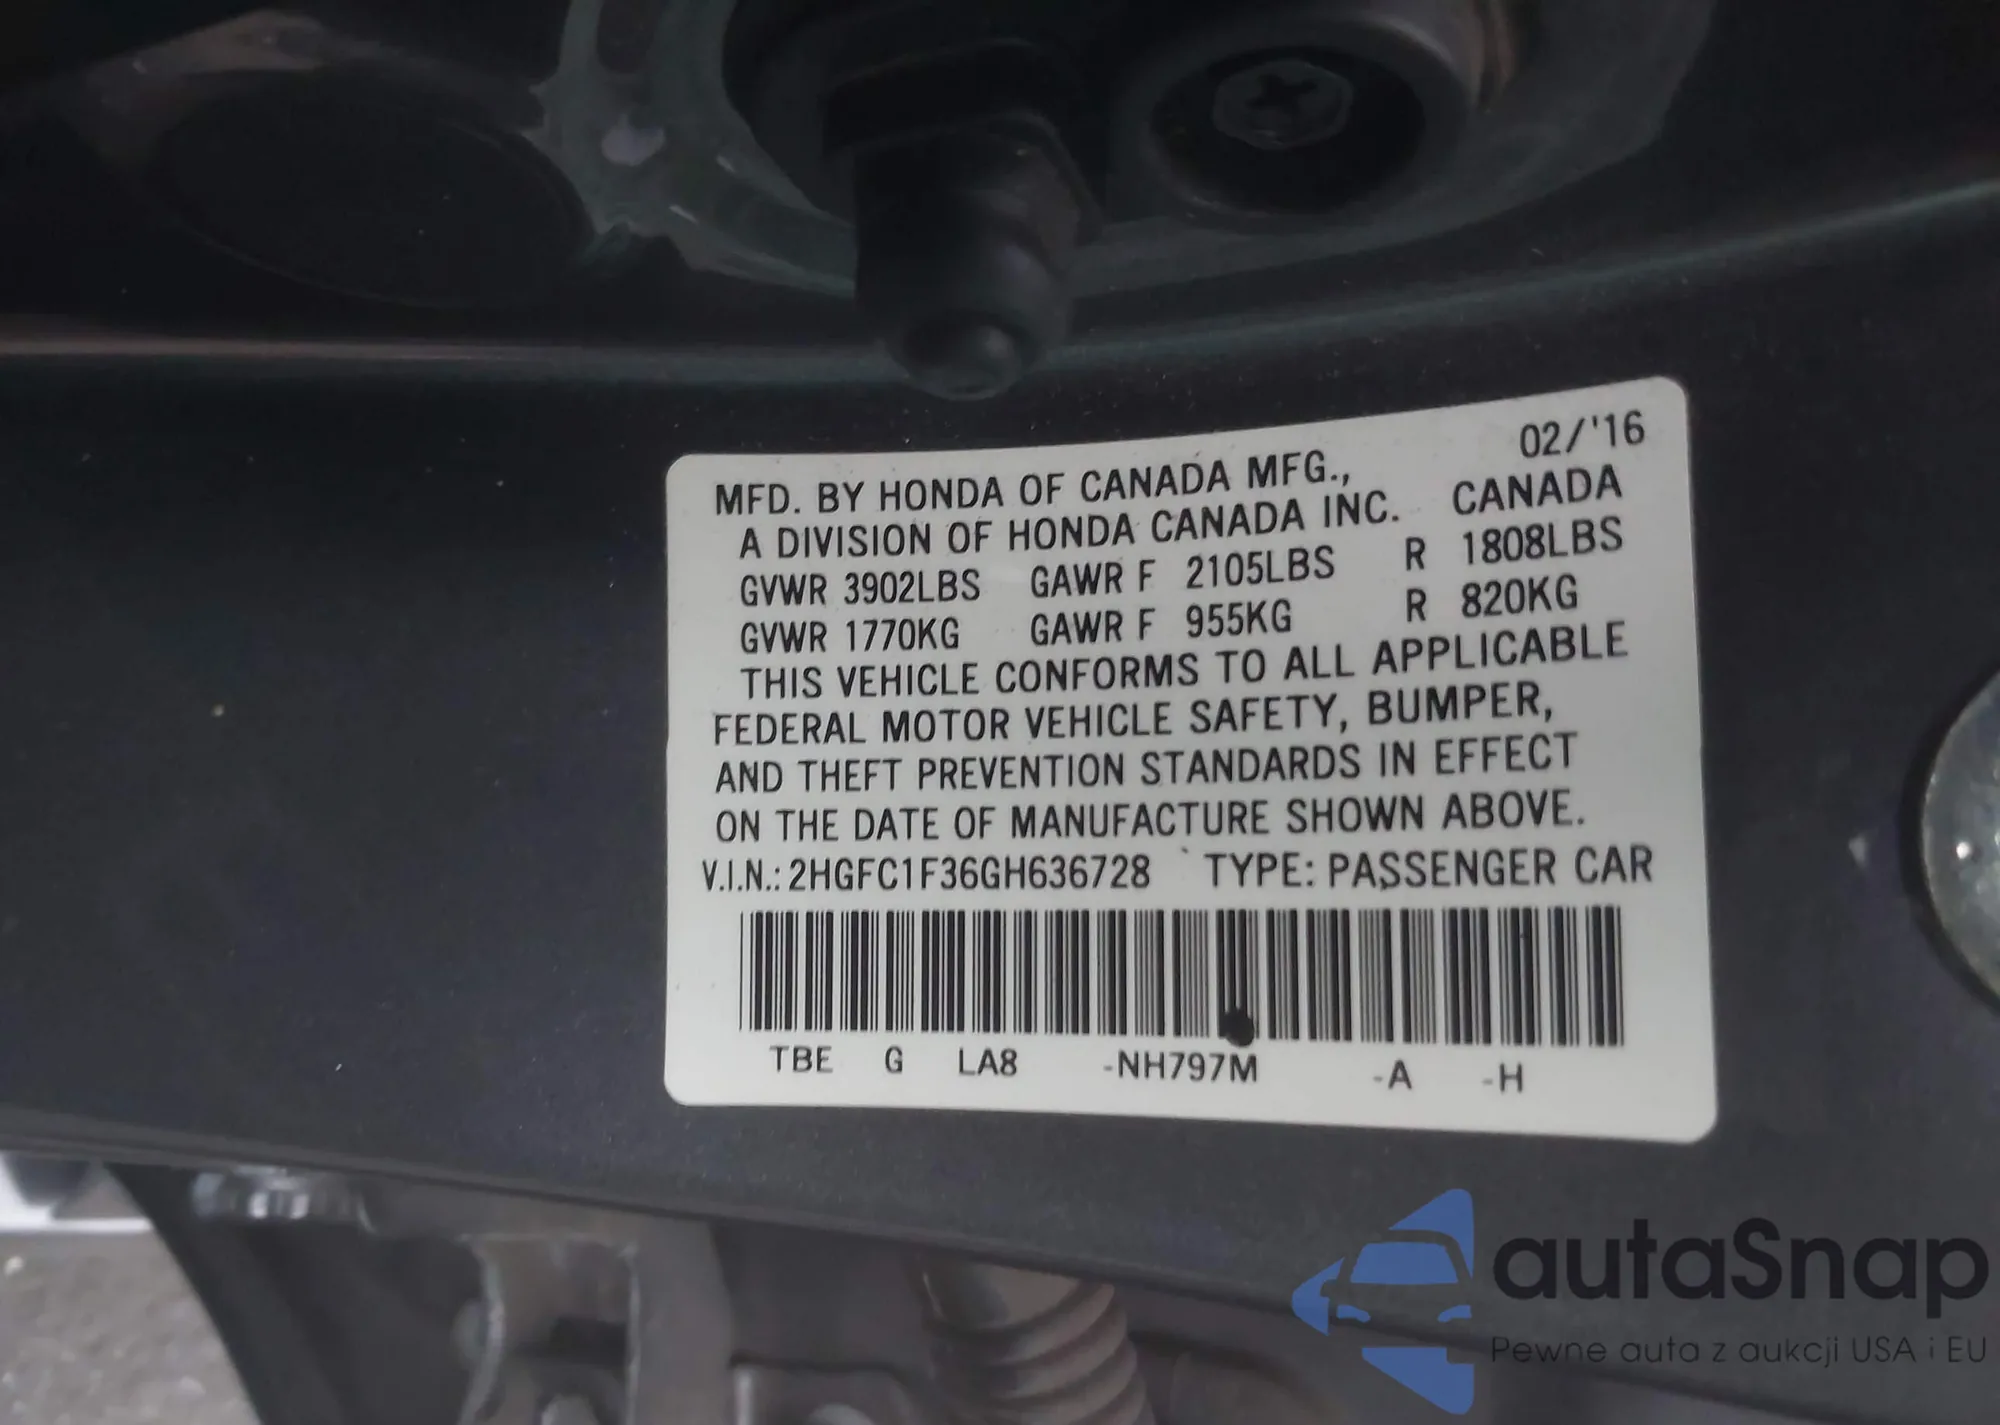 02/'16
MFD. BY HONDA OF CANADA MFG.,
A DIVISION OF HONDA CANADA INC. CANADA
GVWR 3902LBS GAWR F 2105LBS R 1808LBS
GVWR 1770KG GAWR F 955KG R 820KG
THIS VEHICLE CONFORMS TO ALL APPLICABLE
FEDERAL MOTOR VEHICLE SAFETY, BUMPER,
AND THEFT PREVENTION STANDARDS IN EFFECT
ON THE DATE OF MANUFACTURE SHOWN ABOVE.
V.I.N.: 2HGFC1F36GH636728 TYPE: PASSENGER CAR
TBE G LA8 -NH797M -A -H
autaSnap
Pewne auta z aukcji USA i EU